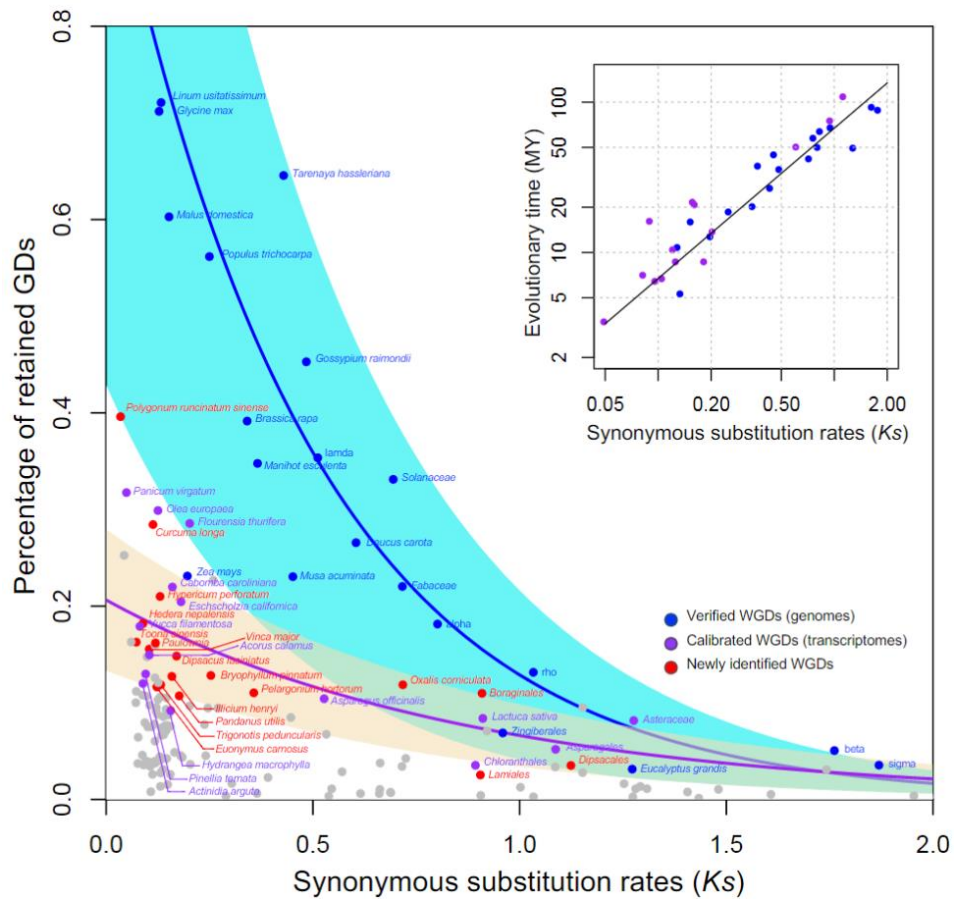 0.8
0.6
0.4
0.2
0.0
Percentage of retained GDs
Linum usitatissimum
Glycine max
Tarenaya hassleriana
Malus domestica
Populus trichocarpa
Gossypium raimondii
Polygonum runcinatum sinense
Brassica rapa
lamda
Manihot esculenta
Solanaceae
Panicum virgatum
Olea europaea
Flourensia thurifera
Curcuma longa
Daucus carota
Zea mays
Musa acuminata
Cabomba caroliniana
Fabaceae
Hypericum perforatum
Eschscholzia californica
Hedera nepalensis
Yucca filamentosa
alpha
Toona sinensis
Vinca major
Paulownia
Acorus calamus
Dipsacus laciniatus
Bryophyllum pinnatum
rho
Pelargonium hortorum
Oxalis corniculata
Boraginales
Illicium henryi
Asparagus officinalis
Lactuca sativa
Asteraceae
Pandanus utilis
Zingiberales
Trigonotis peduncularis
Asparagales
beta
Euonymus carnosus
Hydrangea macrophylla
Chloranthales
Dipsacales
sigma
Lamiales
Eucalyptus grandis
Pinellia ternata
Actinidia arguta
0.0 0.5 1.0 1.5 2.0
Synonymous substitution rates (Ks)
Evolutionary time (MY)
100
50
20
10
5
2
0.05 0.20 0.50 2.00
Synonymous substitution rates (Ks)
Verified WGDs (genomes)
Calibrated WGDs (transcriptomes)
Newly identified WGDs